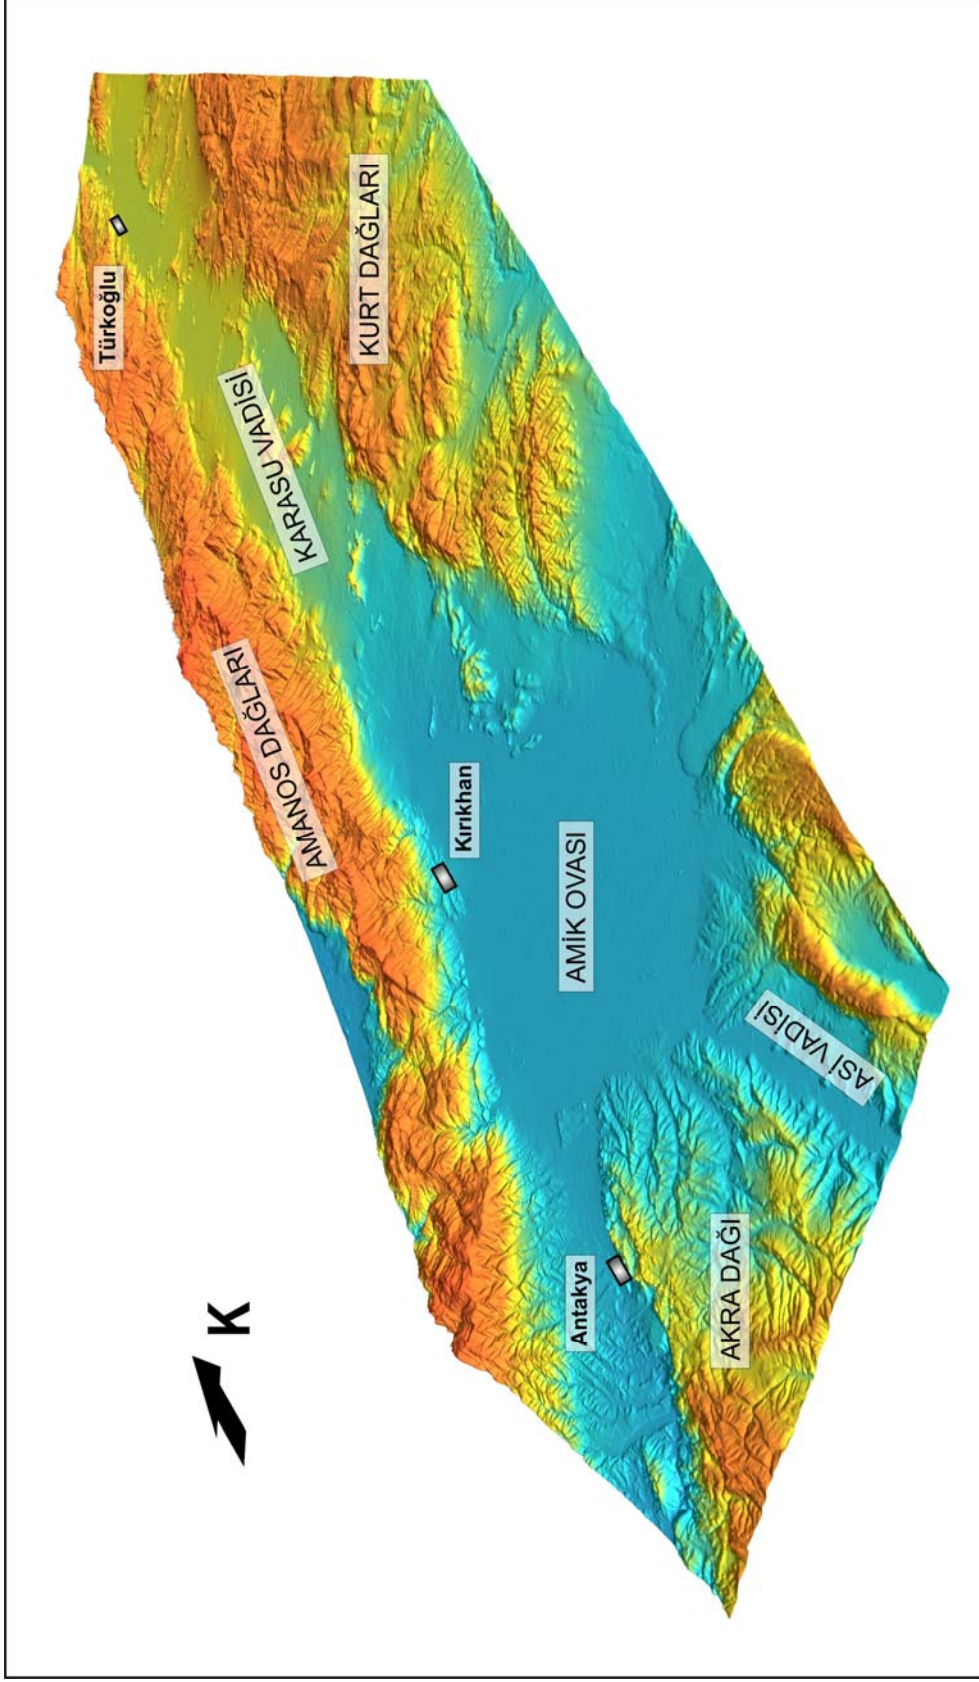 Türkoğlu
KURT DAĞLARI
KARASU VADİSİ
AMANOS DAĞLARI
Kırıkhan
AMİK OVASI
ASİ VADİSİ
Antakya
AKRA DAĞI
K